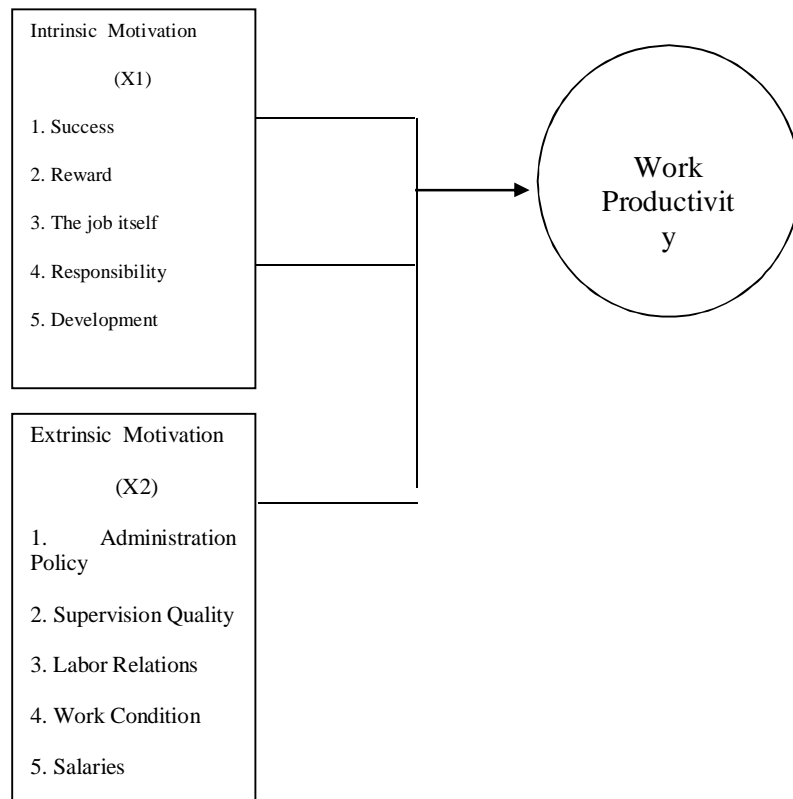 Intrinsic Motivation
(X1)
1. Success
2. Reward
3. The job itself
4. Responsibility
5. Development
Work
Productivit
y
Extrinsic Motivation
(X2)
1. Administration
Policy
2. Supervision Quality
3. Labor Relations
4. Work Condition
5. Salaries